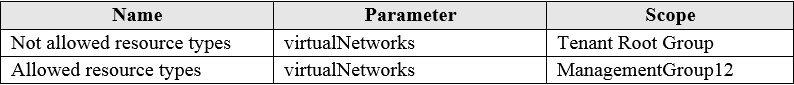 Name Parameter Scope
Not allowed resource types virtualNetworks Tenant Root Group
Allowed resource types virtualNetworks ManagementGroup12